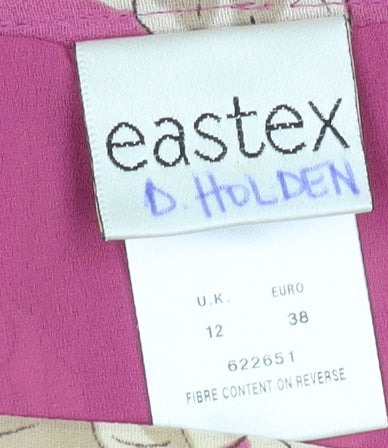 eastex
D. HOLDEN
U.K. EURO
12 38
622651
FIBRE CONTENT ON REVERSE